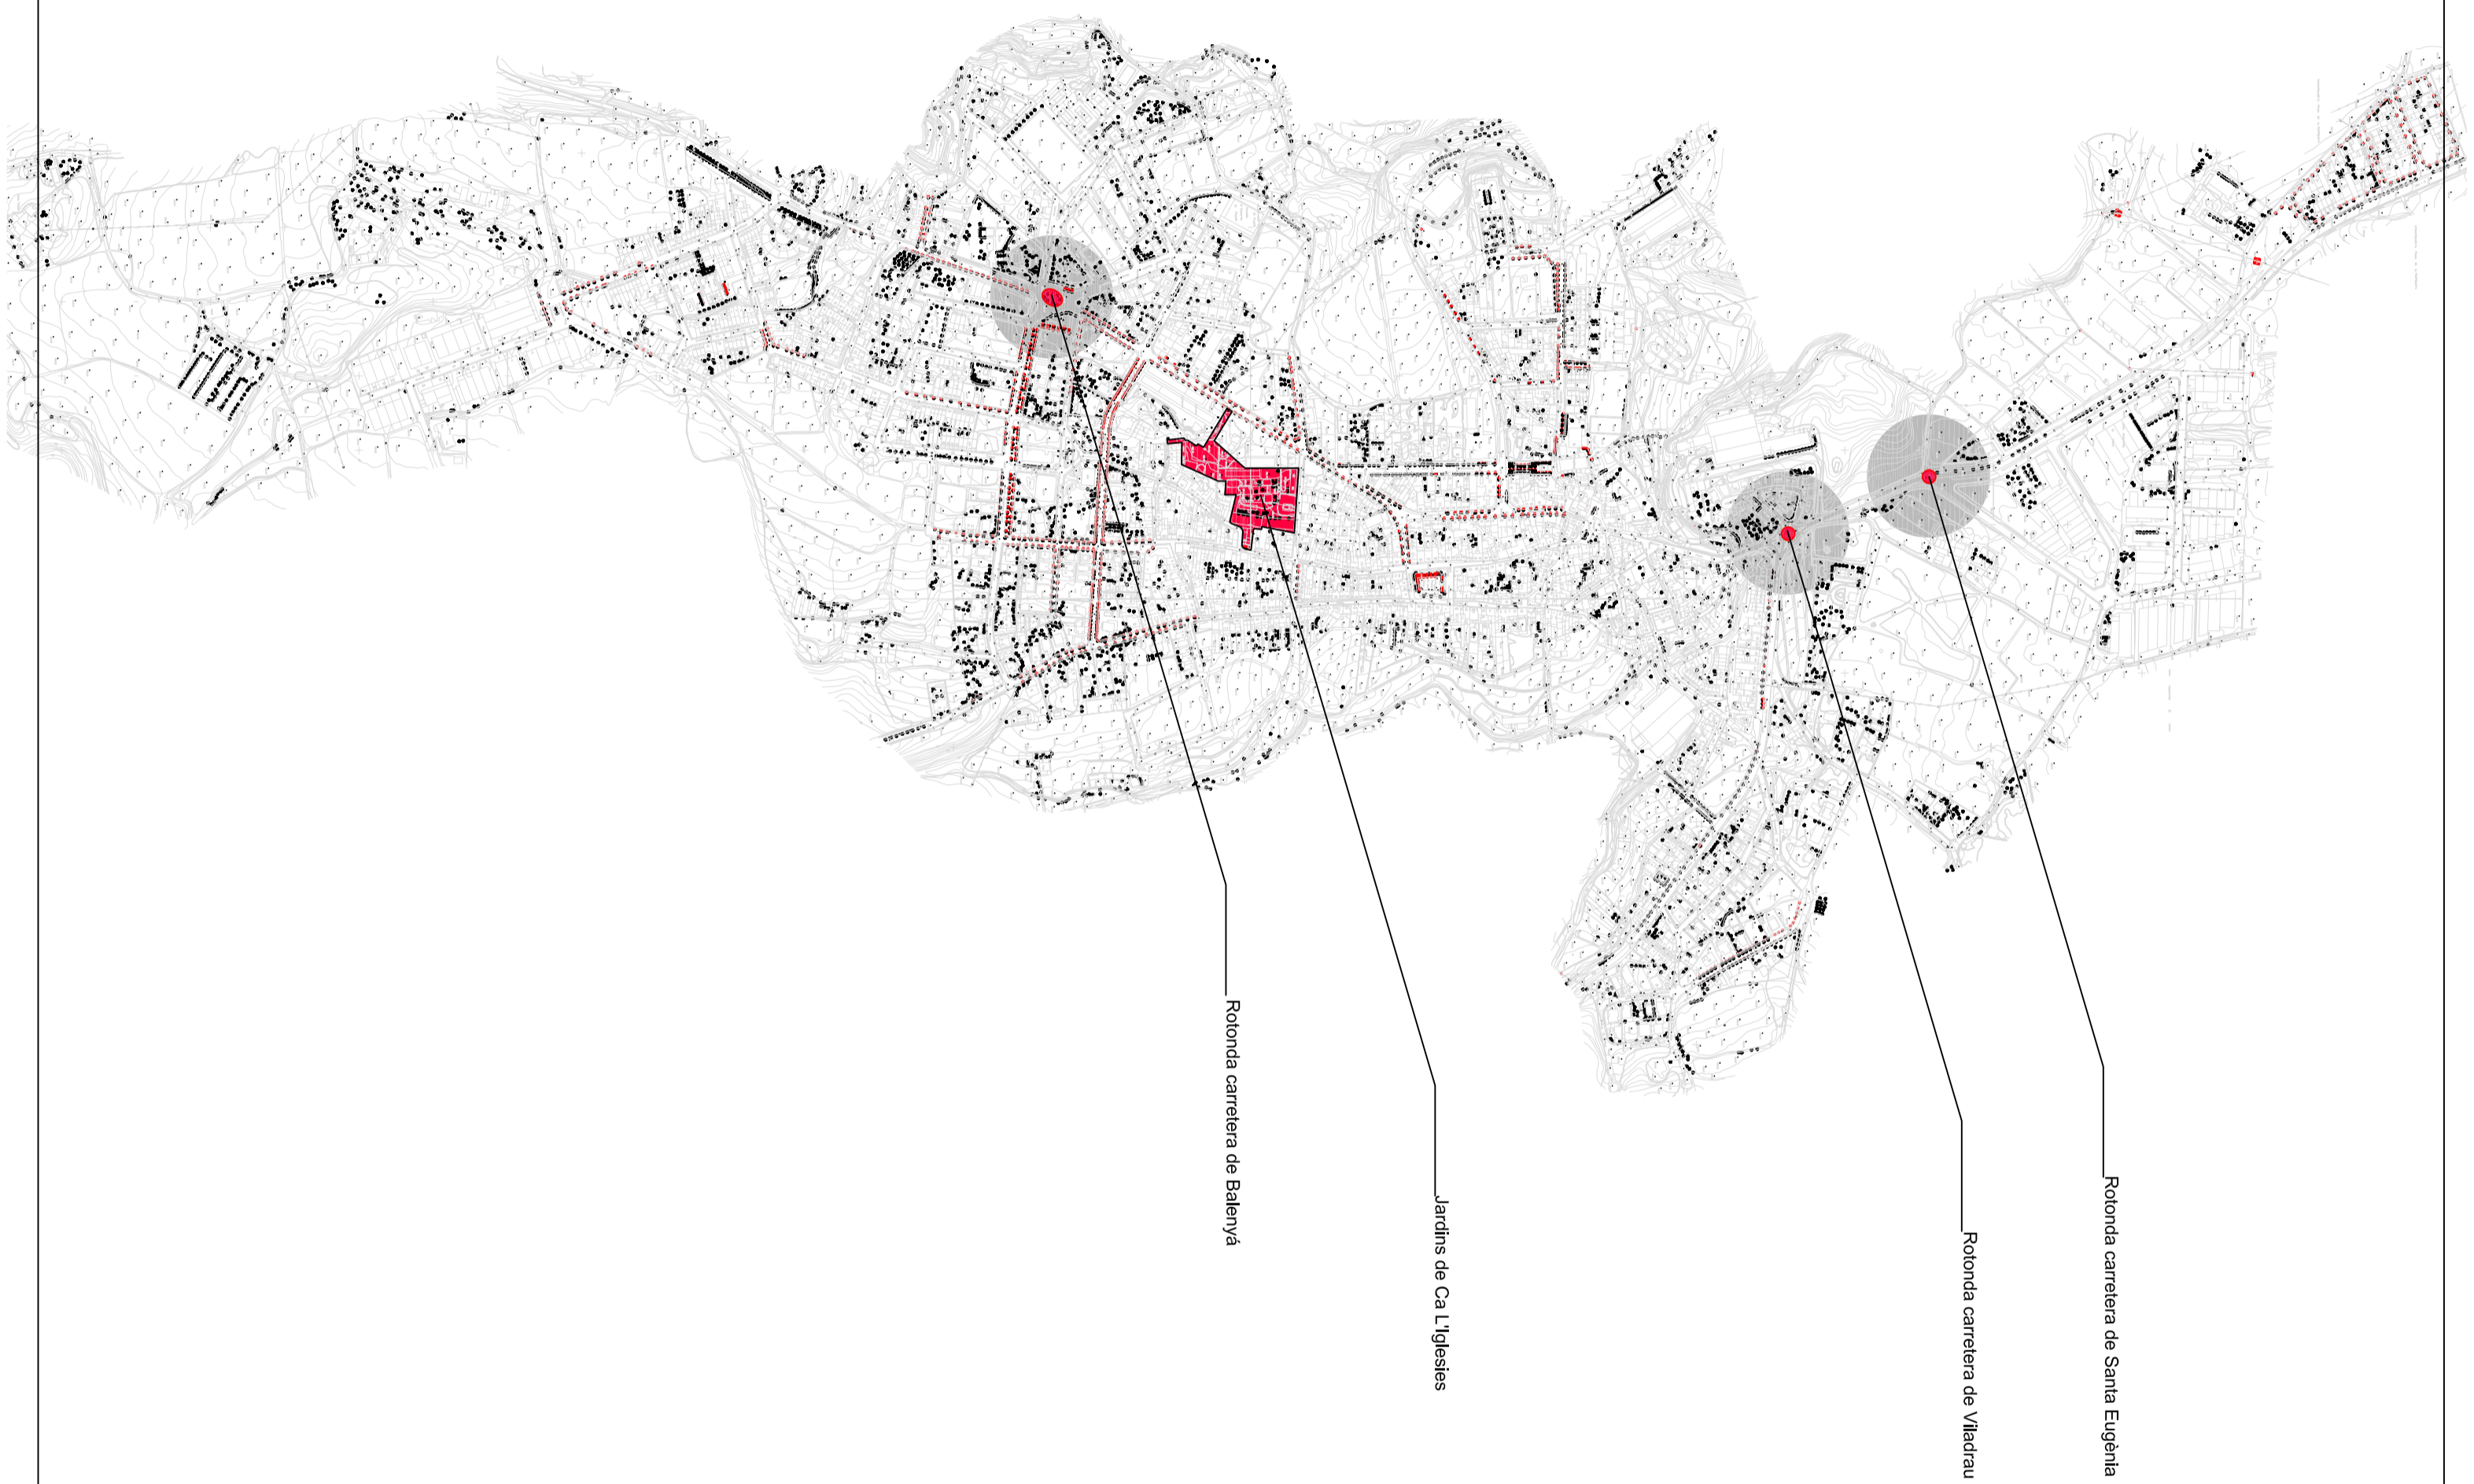 Rotonda carretera de Balenyá
Jardins de Ca L'Iglesies
Rotonda carretera de Viladrau
Rotonda carretera de Santa Eugènia